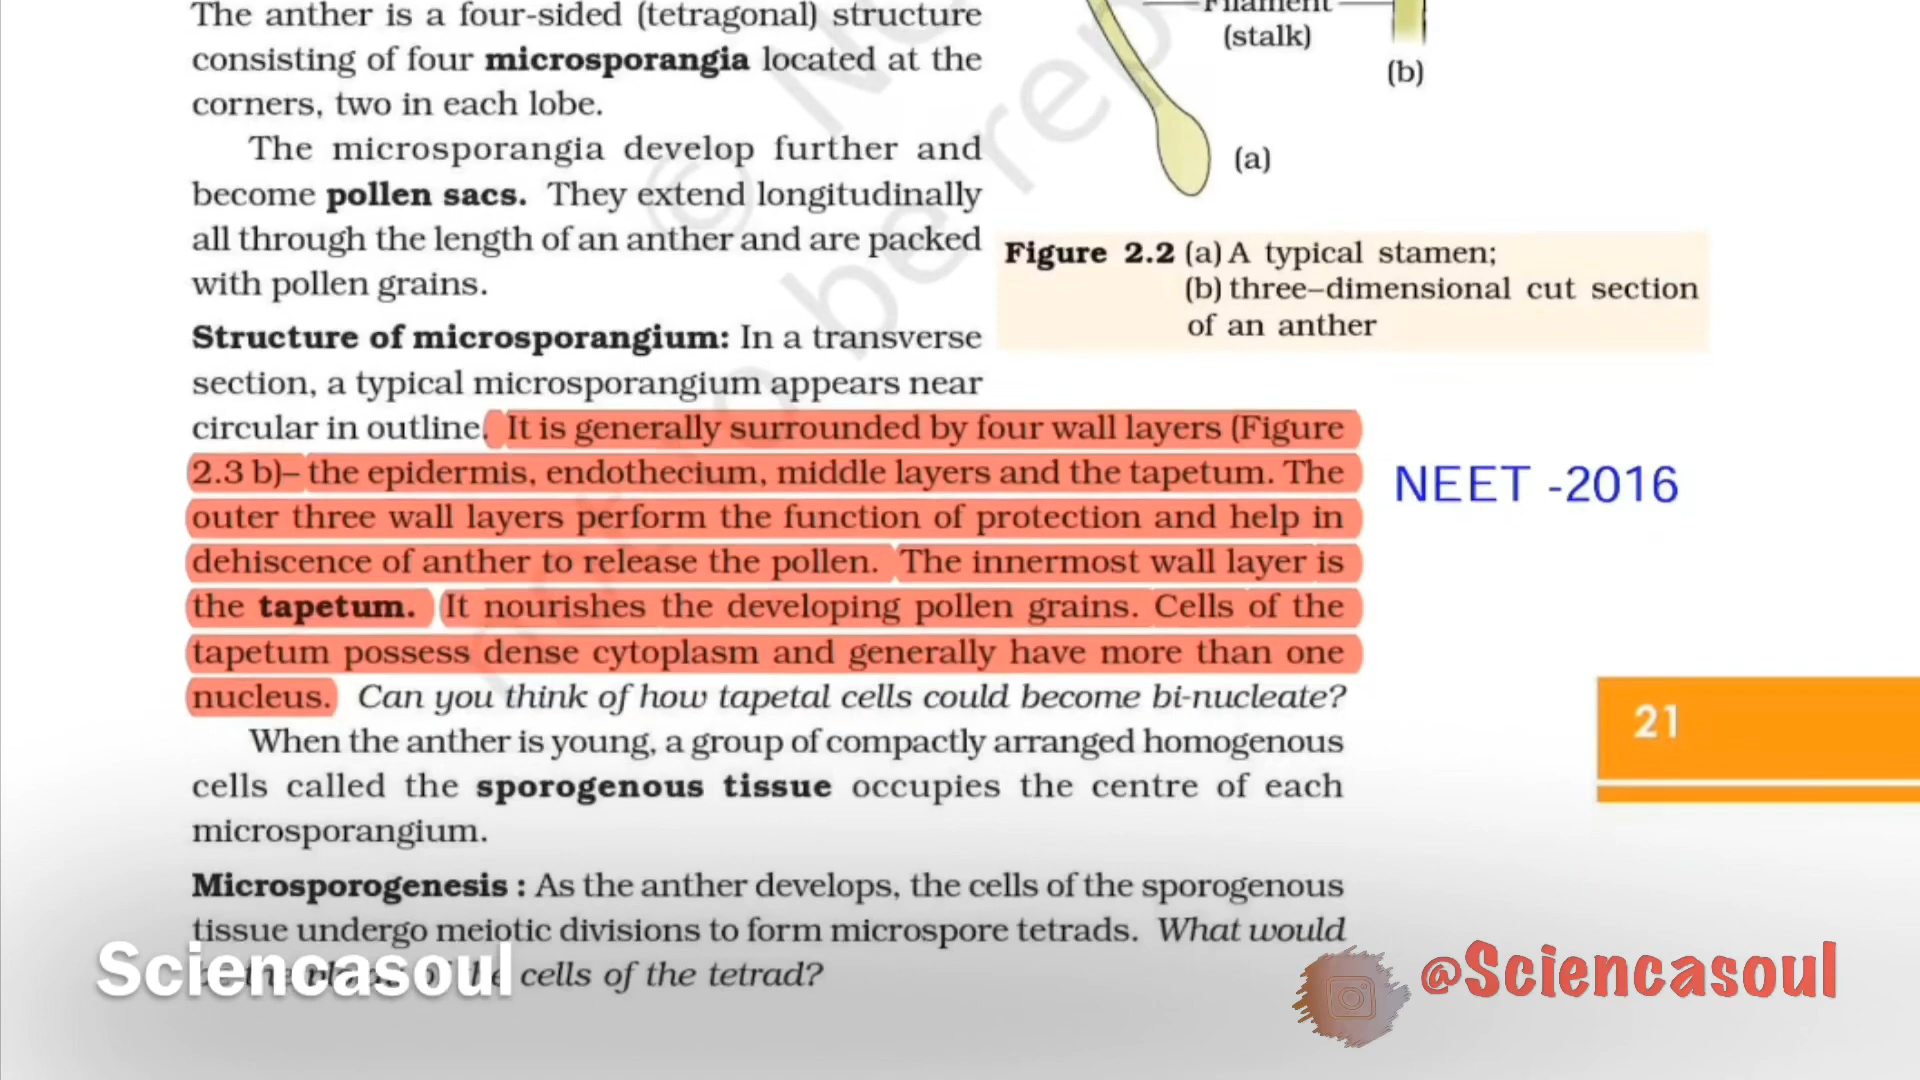 The anther is a four-sided (tetragonal) structure
consisting of four microsporangia located at the
corners, two in each lobe.
The microsporangia develop further and
become pollen sacs. They extend longitudinally
all through the length of an anther and are packed
with pollen grains.
Filament
(stalk)
(b)
(a)
Figure 2.2 (a) A typical stamen;
(b) three–dimensional cut section
of an anther
Structure of microsporangium: In a transverse
section, a typical microsporangium appears near
circular in outline. It is generally surrounded by four wall layers (Figure
2.3 b)– the epidermis, endothecium, middle layers and the tapetum. The
outer three wall layers perform the function of protection and help in
dehiscence of anther to release the pollen. The innermost wall layer is
the tapetum. It nourishes the developing pollen grains. Cells of the
tapetum possess dense cytoplasm and generally have more than one
nucleus. Can you think of how tapetal cells could become bi-nucleate?
NEET -2016
21
When the anther is young, a group of compactly arranged homogenous
cells called the sporogenous tissue occupies the centre of each
microsporangium.
Microsporogenesis : As the anther develops, the cells of the sporogenous
tissue undergo meiotic divisions to form microspore tetrads. What would
cells of the tetrad?
Sciencasoul
@Sciencasoul